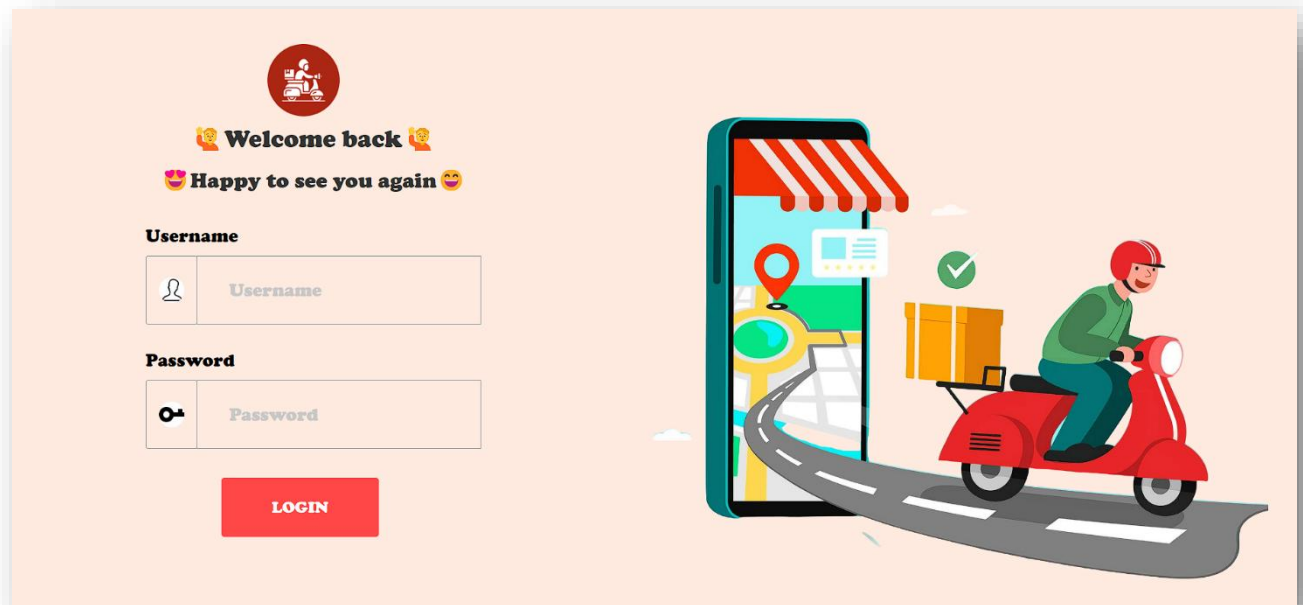 🙋 Welcome back 🙋
😍 Happy to see you again 😄
Username
Username
Password
Password
LOGIN